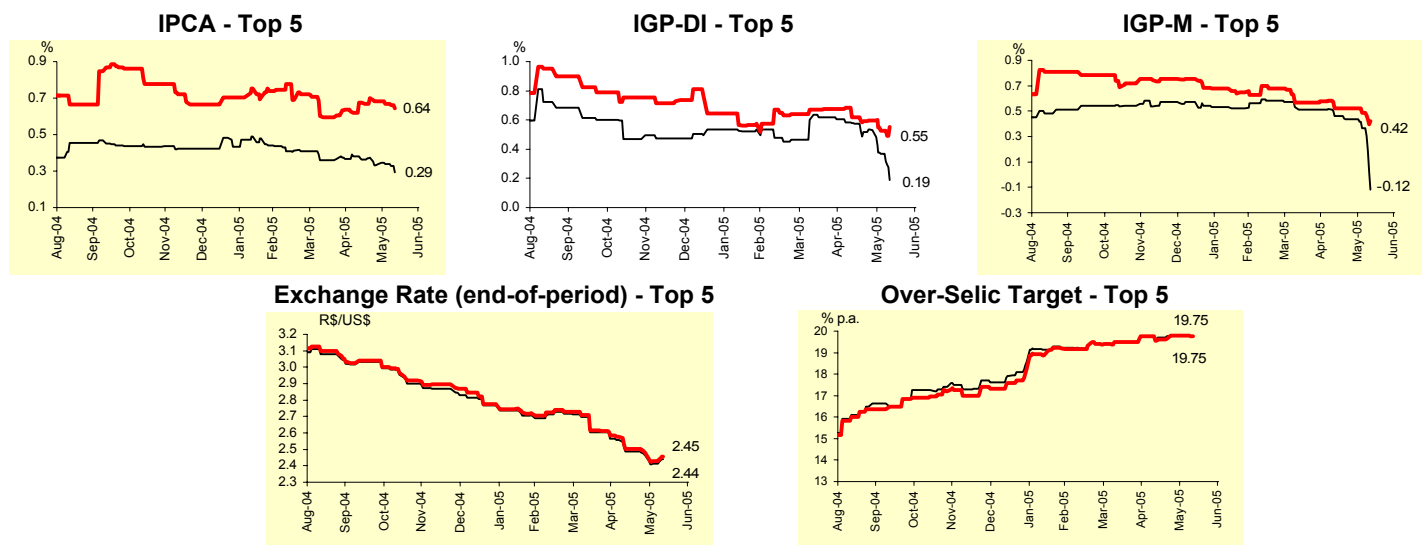 IPCA - Top 5
%
0.9
0.7
0.5
0.3
0.1
0.64
0.29
Aug-04
Sep-04
Oct-04
Nov-04
Dec-04
Jan-05
Feb-05
Mar-05
Apr-05
May-05
Jun-05
IGP-DI - Top 5
%
1.0
0.8
0.6
0.4
0.2
0.0
0.55
0.19
Aug-04
Sep-04
Oct-04
Nov-04
Dec-04
Jan-05
Feb-05
Mar-05
Apr-05
May-05
Jun-05
IGP-M - Top 5
%
0.9
0.7
0.5
0.3
0.1
-0.1
-0.3
0.42
-0.12
Aug-04
Sep-04
Oct-04
Nov-04
Dec-04
Jan-05
Feb-05
Mar-05
Apr-05
May-05
Jun-05
Exchange Rate (end-of-period) - Top 5
R$/US$
3.2
3.1
3.0
2.9
2.8
2.7
2.6
2.5
2.4
2.3
2.45
2.44
Aug-04
Sep-04
Oct-04
Nov-04
Dec-04
Jan-05
Feb-05
Mar-05
Apr-05
May-05
Jun-05
Over-Selic Target - Top 5
% p.a.
20
19
18
17
16
15
14
13
19.75
19.75
Aug-04
Sep-04
Oct-04
Nov-04
Dec-04
Jan-05
Feb-05
Mar-05
Apr-05
May-05
Jun-05